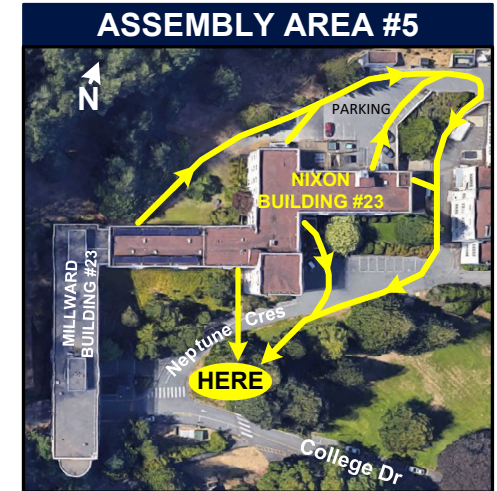 ASSEMBLY AREA #5
N
PARKING
NIXON
BUILDING #23
MILLWARD
BUILDING #23
Neptune Cres
HERE
College Dr